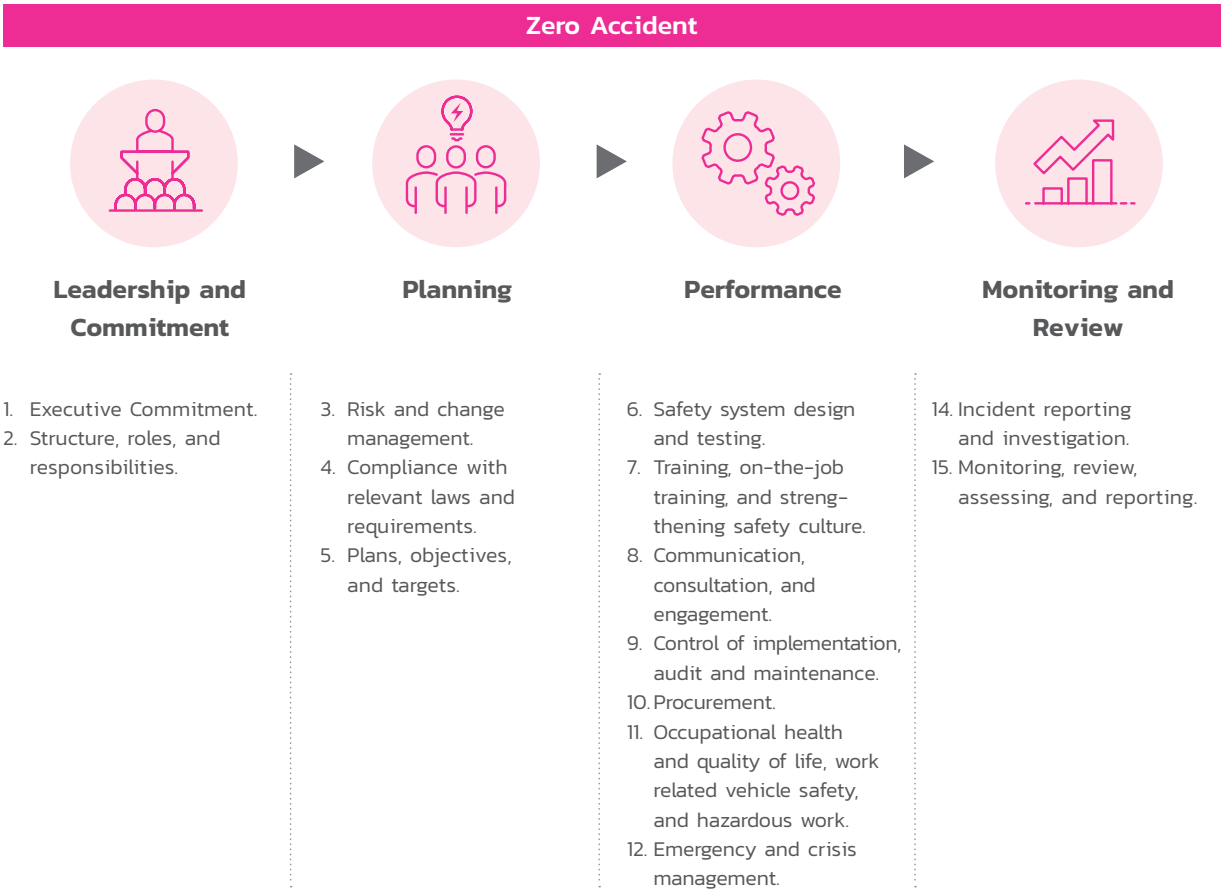 Zero Accident
Leadership and
Commitment
1. Executive Commitment.
2. Structure, roles, and
responsibilities.
Planning
3. Risk and change
management.
4. Compliance with
relevant laws and
requirements.
5. Plans, objectives,
and targets.
Performance
6. Safety system design
and testing.
7. Training, on-the-job
training, and streng-
thening safety culture.
8. Communication,
consultation, and
engagement.
9. Control of implementation,
audit and maintenance.
10. Procurement.
11. Occupational health
and quality of life, work
related vehicle safety,
and hazardous work.
12. Emergency and crisis
management.
Monitoring and
Review
14. Incident reporting
and investigation.
15. Monitoring, review,
assessing, and reporting.